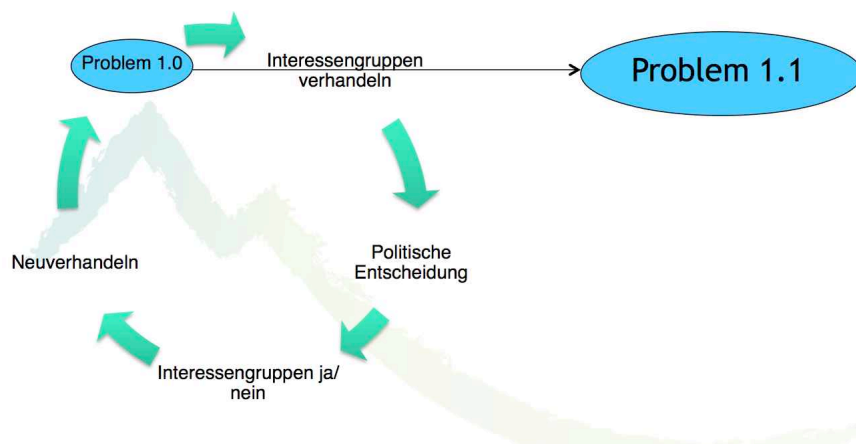 Problem 1.0
Interessengruppen
verhandeln
Problem 1.1
Politische
Entscheidung
Interessengruppen ja/
nein
Neuverhandeln